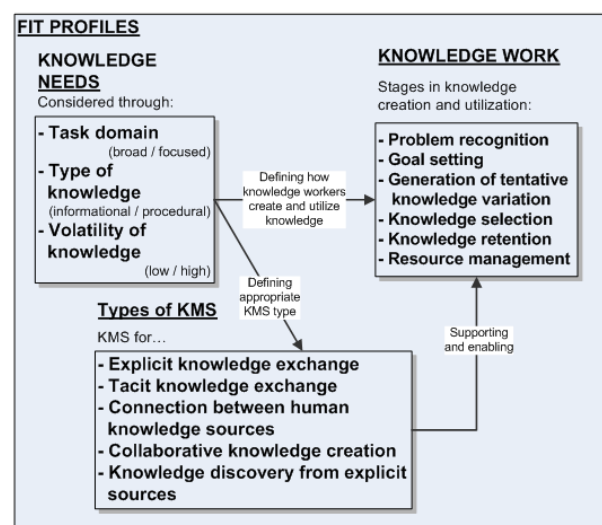 FIT PROFILES
KNOWLEDGE
NEEDS
Considered through:
- Task domain
(broad / focused)
- Type of
knowledge
(informational / procedural)
- Volatility of
knowledge
(low / high)
Defining how
knowledge workers
create and utilize
knowledge
KNOWLEDGE WORK
Stages in knowledge
creation and utilization:
- Problem recognition
- Goal setting
- Generation of tentative
knowledge variation
- Knowledge selection
- Knowledge retention
- Resource management
Defining
appropriate
KMS type
Supporting
and enabling
Types of KMS
KMS for...
- Explicit knowledge exchange
- Tacit knowledge exchange
- Connection between human
knowledge sources
- Collaborative knowledge creation
- Knowledge discovery from explicit
sources